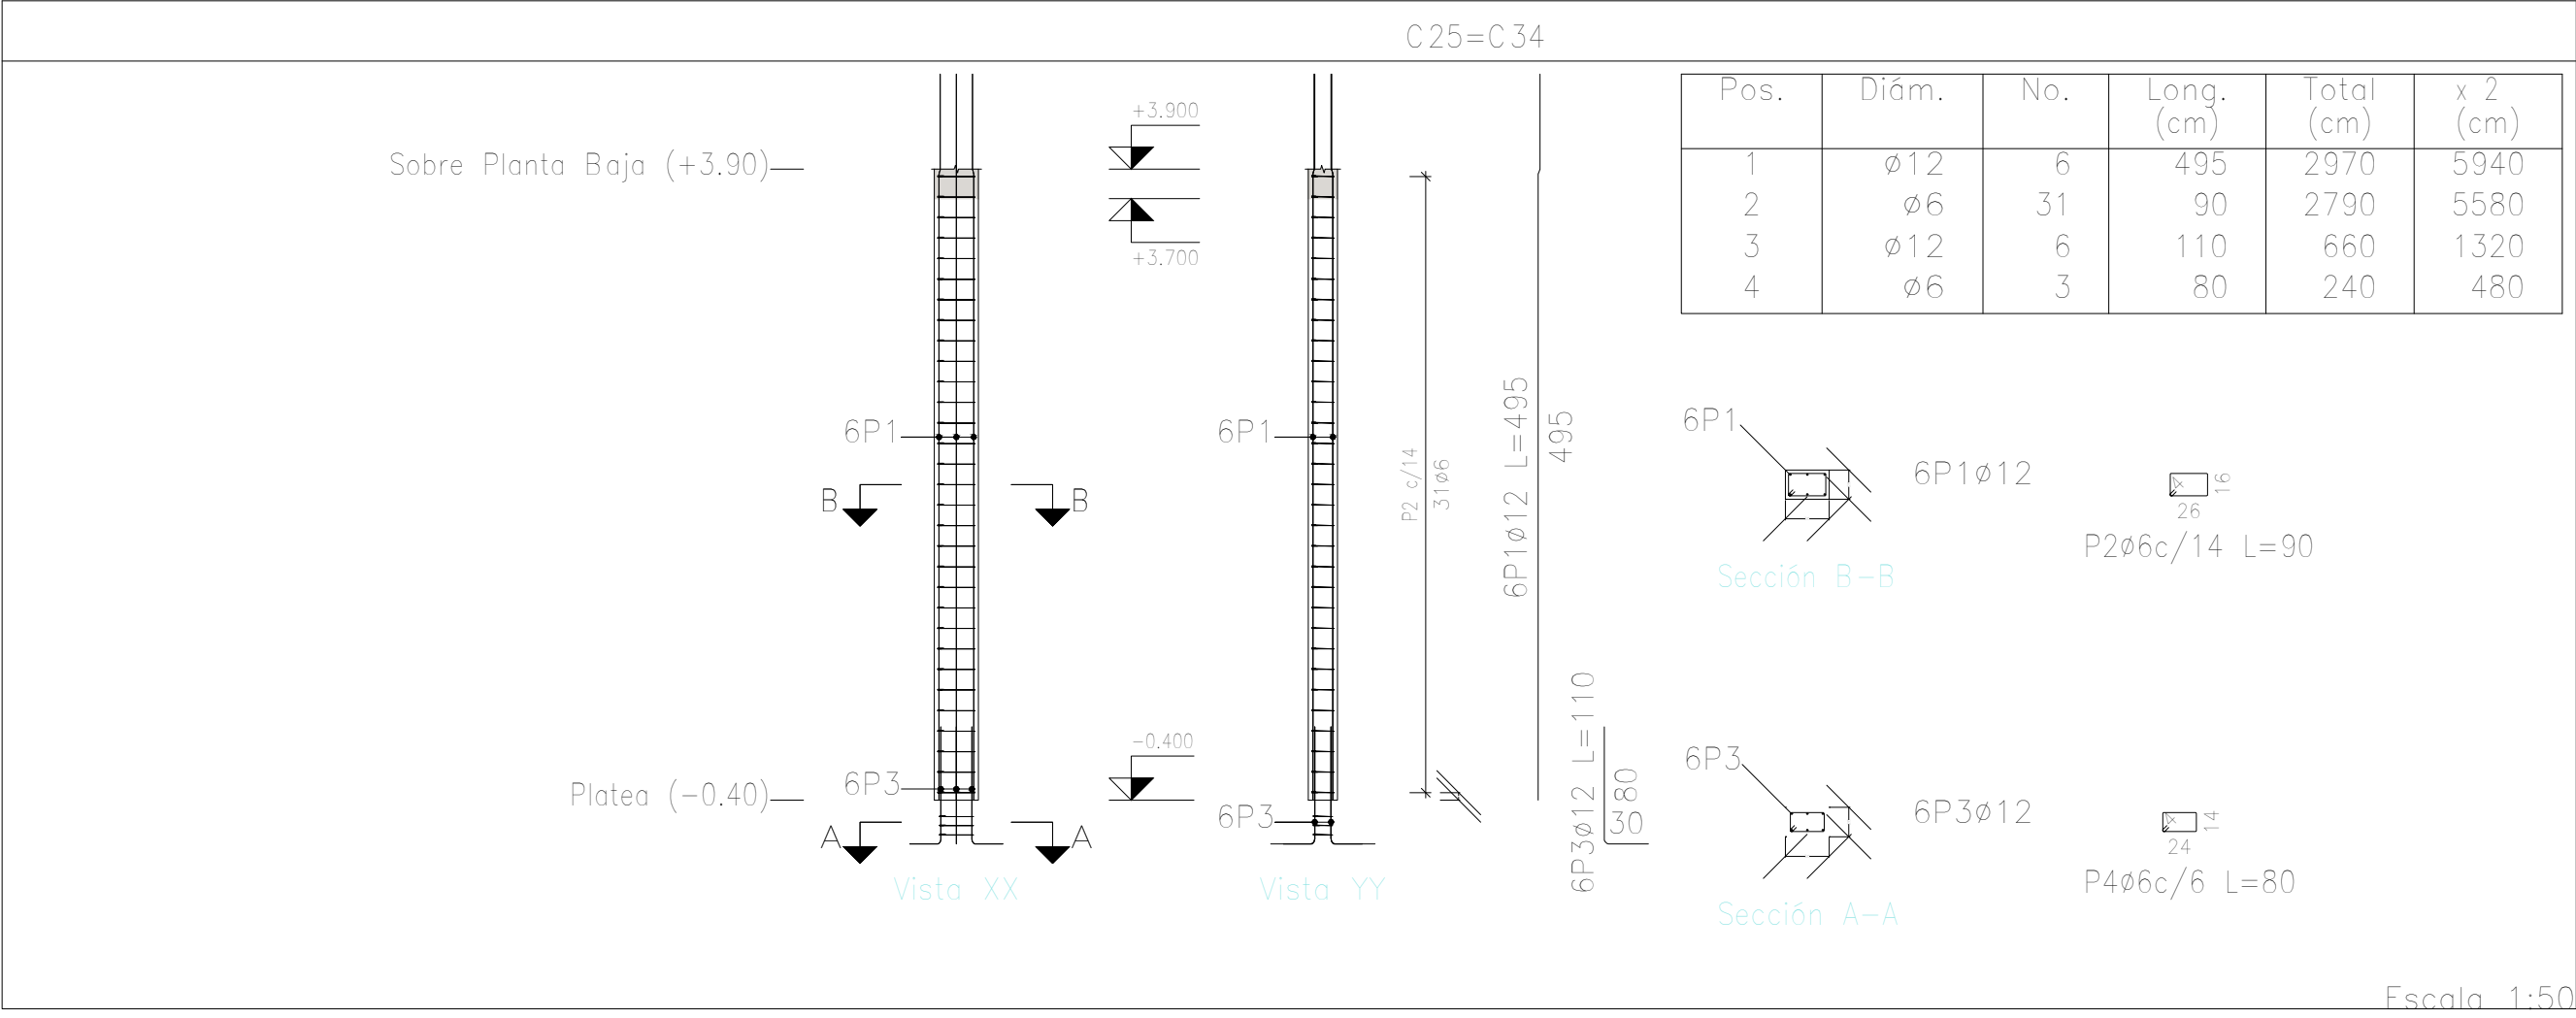 C25=C34
Sobre Planta Baja (+3.90)
+3.900
+3.700
Pos. Diám. No. Long. (cm) Total (cm) x 2 (cm)
1 ø12 6 495 2970 5940
2 ø6 31 90 2790 5580
3 ø12 6 110 660 1320
4 ø6 3 80 240 480
6P1
6P1
P2 c/14
31ø6
6P1ø12 L=495
495
B
B
6P1
6P1ø12
16
26
P2ø6c/14 L=90
Sección B-B
-0.400
Platea (-0.40)
6P3
6P3
A
A
6P3ø12 L=110
80
30
6P3
6P3ø12
14
24
P4ø6c/6 L=80
Vista XX
Vista YY
Sección A-A
Escala 1:50